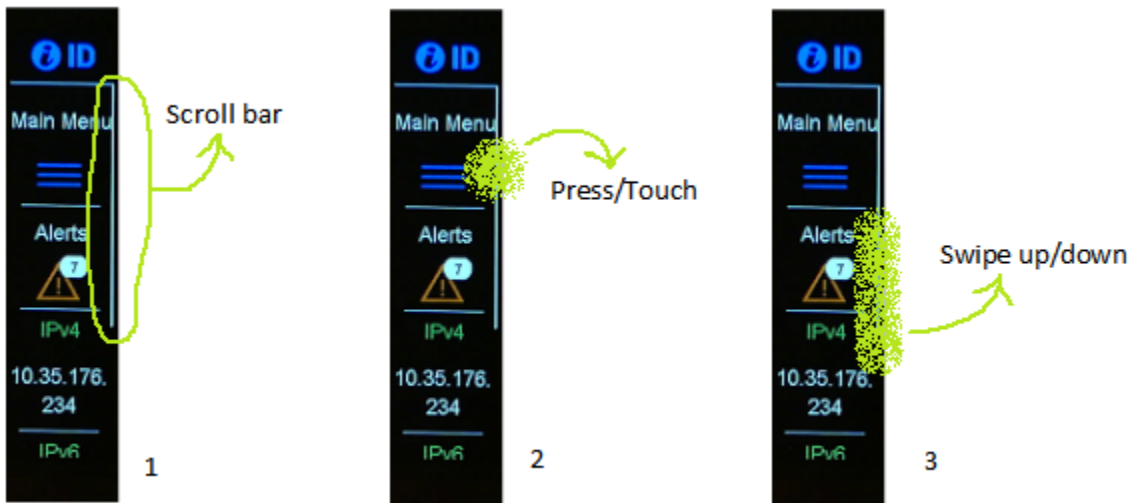 ID
Main Menu
Alerts
7
IPv4
10.35.176.
234
IPv6
1
Scroll bar
ID
Main Menu
Alerts
7
IPv4
10.35.176.
234
IPv6
2
Press/Touch
ID
Main Menu
Alerts
7
IPv4
10.35.176.
234
IPv6
3
Swipe up/down